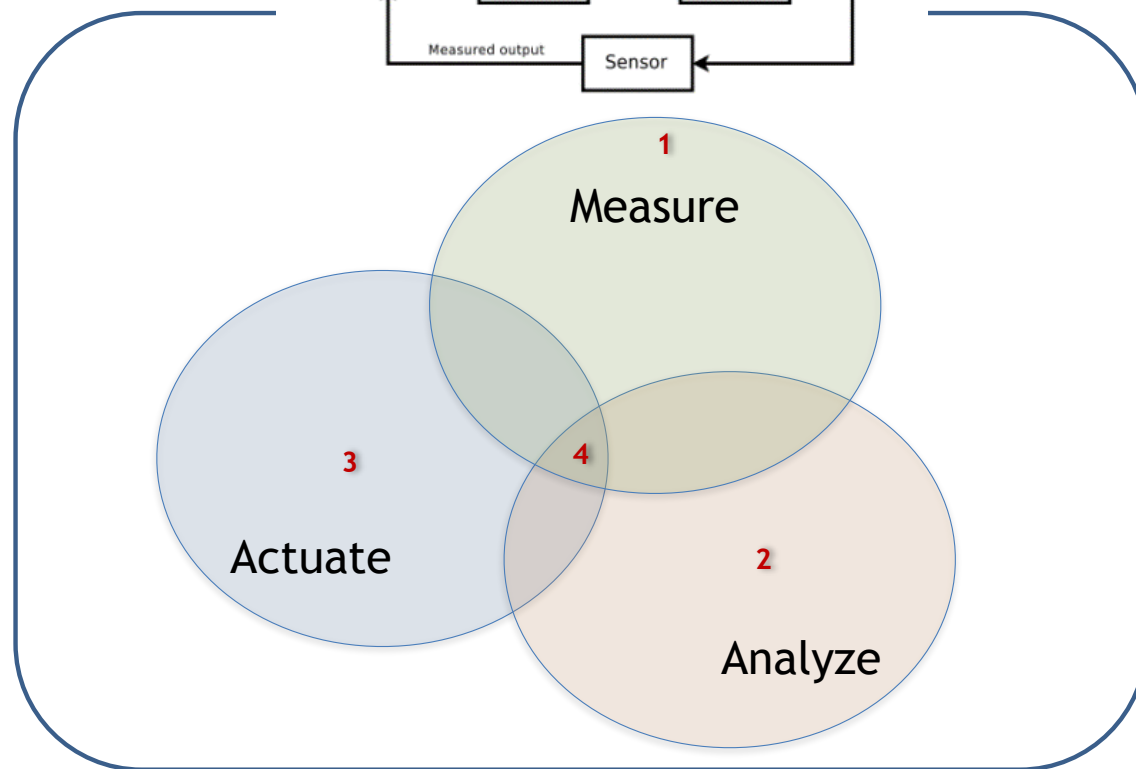 Measured output
Sensor
1
Measure
4
3
2
Actuate
Analyze